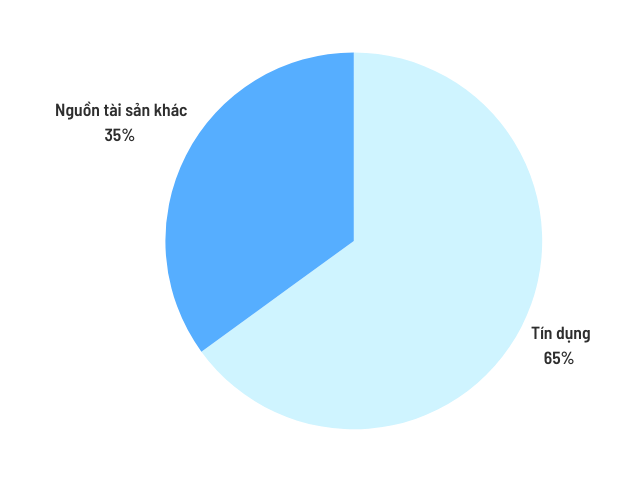 Nguồn tài sản khác
35%
Tín dụng
65%